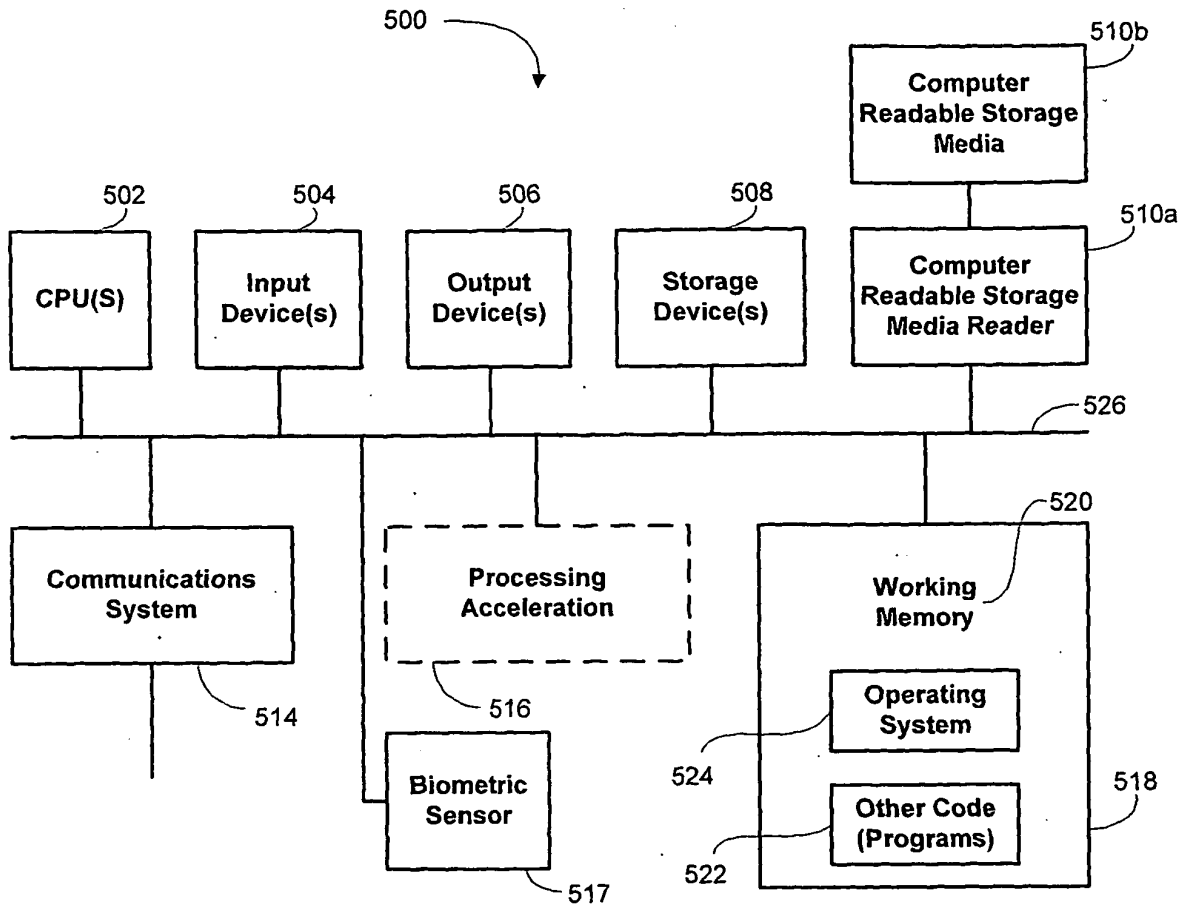 500
510b
Computer
Readable Storage
Media
502
504
506
508
510a
CPU(S)
Input
Device(s)
Output
Device(s)
Storage
Device(s)
Computer
Readable Storage
Media Reader
526
520
Communications
System
Processing
Acceleration
Working
Memory
514
516
Operating
System
524
Biometric
Sensor
518
Other Code
(Programs)
522
517